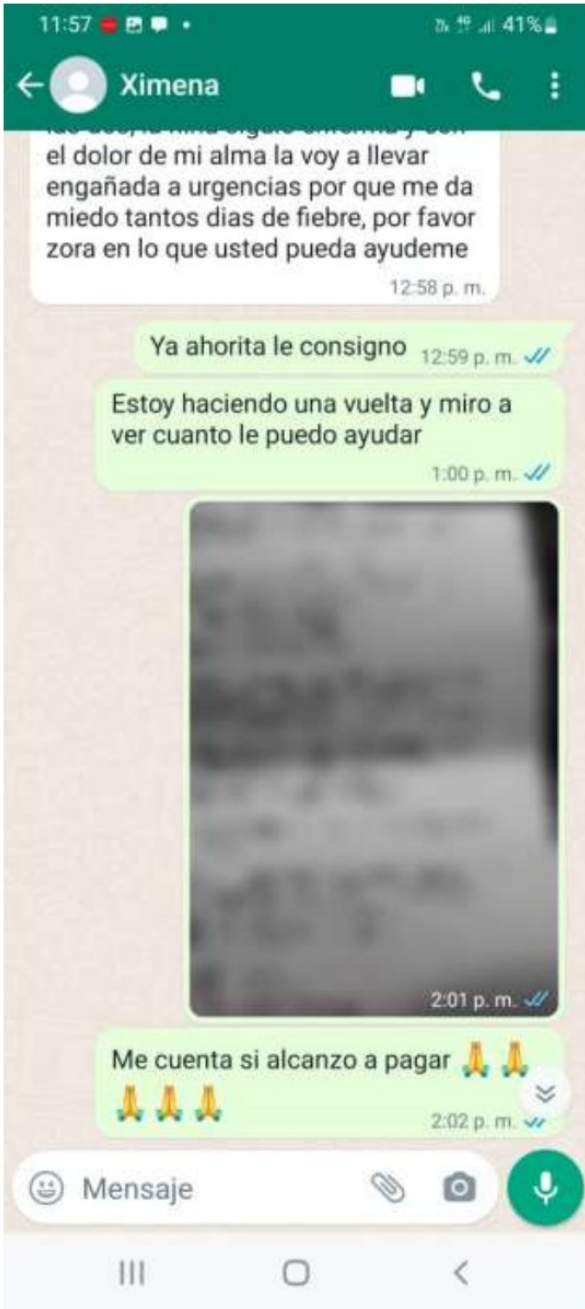 11:57
41%
Ximena
el dolor de mi alma la voy a llevar
engañada a urgencias por que me da
miedo tantos dias de fiebre, por favor
zora en lo que usted pueda ayudeme
12:58 p. m.
Ya ahorita le consigno 12:59 p. m.
Estoy haciendo una vuelta y miro a
ver cuanto le puedo ayudar
1:00 p. m.
2:01 p. m.
Me cuenta si alcanzo a pagar 🙏 🙏
🙏 🙏 🙏
2:02 p. m.
Mensaje